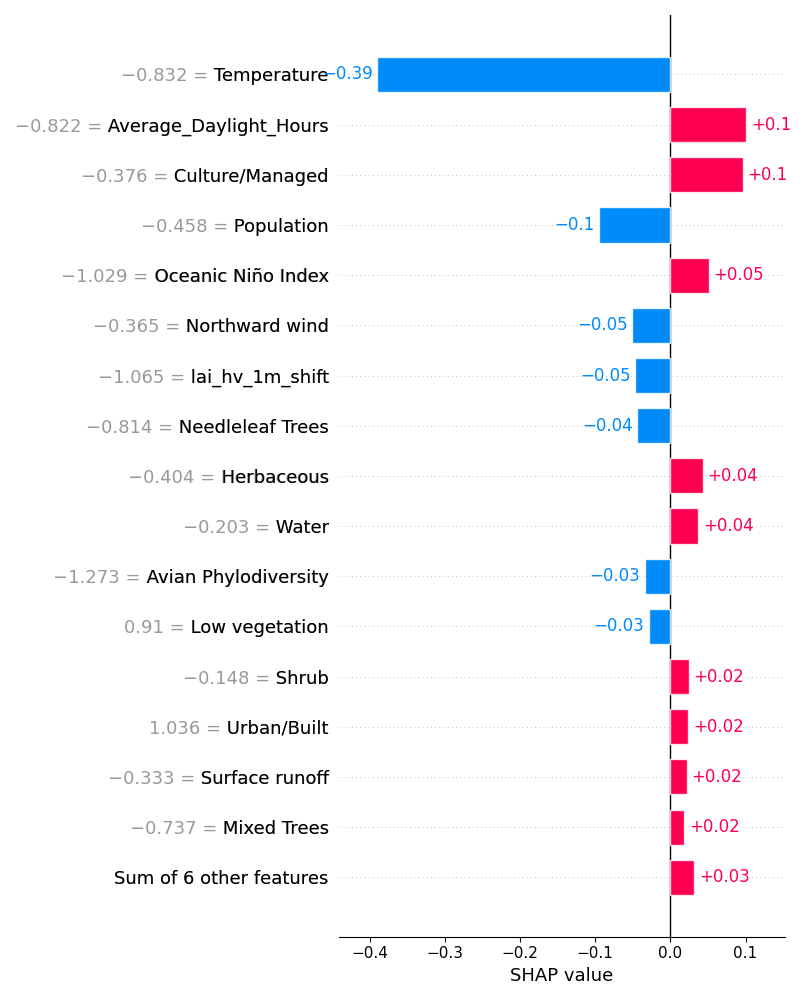 −0.832 = Temperature −0.39
−0.822 = Average_Daylight_Hours +0.1
−0.376 = Culture/Managed +0.1
−0.458 = Population −0.1
−1.029 = Oceanic Niño Index +0.05
−0.365 = Northward wind −0.05
−1.065 = lai_hv_1m_shift −0.05
−0.814 = Needleleaf Trees −0.04
−0.404 = Herbaceous +0.04
−0.203 = Water +0.04
−1.273 = Avian Phylodiversity −0.03
0.91 = Low vegetation −0.03
−0.148 = Shrub +0.02
1.036 = Urban/Built +0.02
−0.333 = Surface runoff +0.02
−0.737 = Mixed Trees +0.02
Sum of 6 other features +0.03
−0.4 −0.3 −0.2 −0.1 0.0 0.1
SHAP value